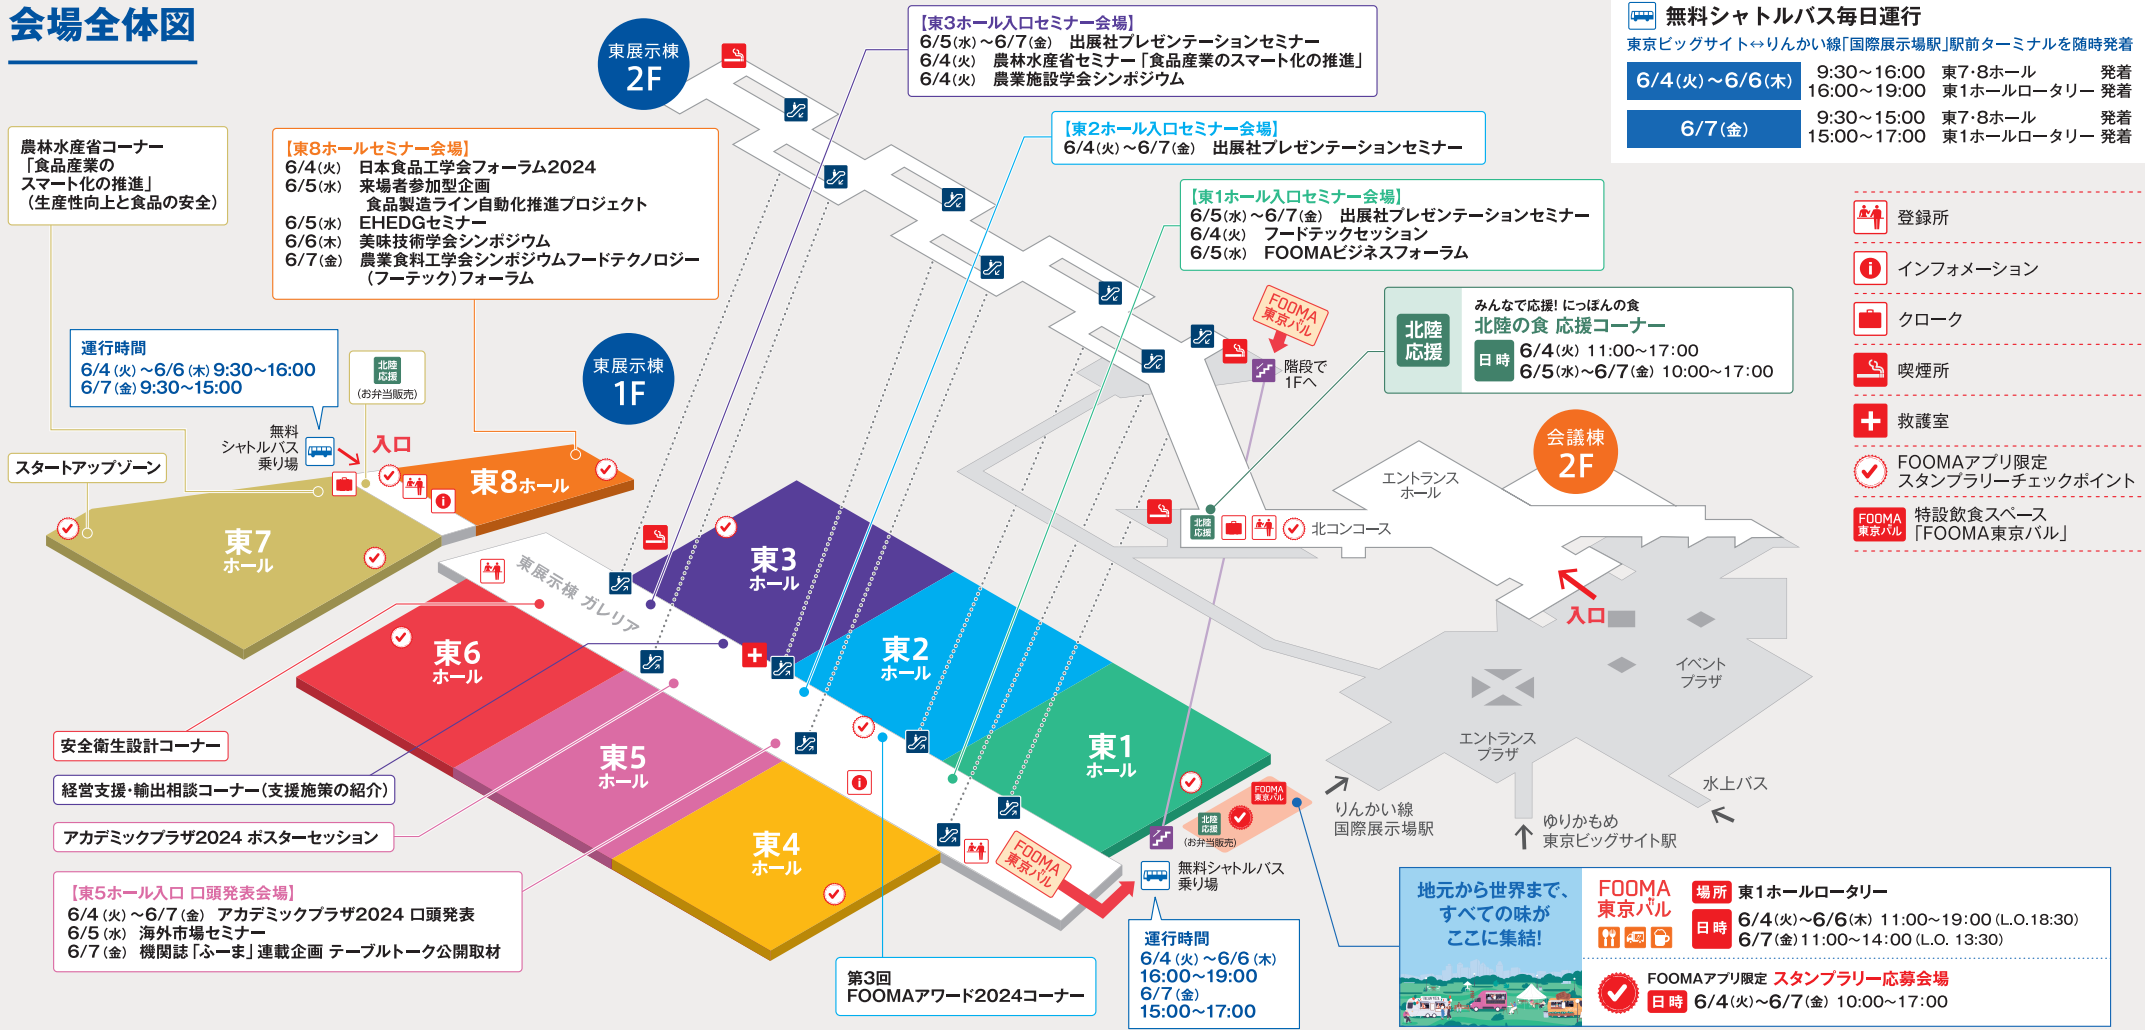 会場全体図
東展示棟
2F
【東3ホール入口セミナー会場】
6/5(水)～6/7(金) 出展社プレゼンテーションセミナー
6/4(火) 農林水産省セミナー「食品産業のスマート化の推進」
6/4(火) 農業施設学会シンポジウム
無料シャトルバス毎日運行
東京ビッグサイト↔りんかい線「国際展示場駅」駅前ターミナルを随時発着
6/4(火)～6/6(木)
9:30～16:00 東7・8ホール 発着
16:00～19:00 東1ホールロータリー 発着
6/7(金)
9:30～15:00 東7・8ホール 発着
15:00～17:00 東1ホールロータリー 発着
農林水産省コーナー
「食品産業の
スマート化の推進」
(生産性向上と食品の安全)
【東8ホールセミナー会場】
6/4(火) 日本食品工学会フォーラム2024
6/5(水) 来場者参加型企画
食品製造ライン自動化推進プロジェクト
6/5(水) EHEDGセミナー
6/6(木) 美味技術学会シンポジウム
6/7(金) 農業食料工学会シンポジウムフードテクノロジー
(フーテック)フォーラム
【東2ホール入口セミナー会場】
6/4(火)～6/7(金) 出展社プレゼンテーションセミナー
【東1ホール入口セミナー会場】
6/5(水)～6/7(金) 出展社プレゼンテーションセミナー
6/4(火) フードテックセッション
6/5(水) FOOMAビジネスフォーラム
登録所
インフォメーション
クローク
喫煙所
救護室
FOOMAアプリ限定
スタンプラリーチェックポイント
FOOMA
東京バル
特設飲食スペース
「FOOMA東京バル」
FOOMA
東京バル
階段で
1Fへ
北陸
応援
みんなで応援! にっぽんの食
北陸の食 応援コーナー
日時
6/4(火) 11:00～17:00
6/5(水)～6/7(金) 10:00～17:00
運行時間
6/4(火)～6/6(木) 9:30～16:00
6/7(金) 9:30～15:00
北陸
応援
(お弁当販売)
東展示棟
1F
無料
シャトルバス
乗り場
入口
スタートアップゾーン
東8ホール
東7
ホール
東展示棟 ガレリア
東3
ホール
東2
ホール
東1
ホール
東6
ホール
東5
ホール
東4
ホール
会議棟
2F
エントランス
ホール
北陸
応援
北コンコース
入口
イベント
プラザ
エントランス
プラザ
水上バス
りんかい線
国際展示場駅
ゆりかもめ
東京ビッグサイト駅
安全衛生設計コーナー
経営支援・輸出相談コーナー(支援施策の紹介)
アカデミックプラザ2024 ポスターセッション
【東5ホール入口 口頭発表会場】
6/4(火)～6/7(金) アカデミックプラザ2024 口頭発表
6/5(水) 海外市場セミナー
6/7(金) 機関誌「ふーま」連載企画 テーブルトーク公開取材
第3回
FOOMAアワード2024コーナー
FOOMA
東京バル
FOOMA
東京バル
北陸
応援
(お弁当販売)
無料シャトルバス
乗り場
運行時間
6/4(火)～6/6(木)
16:00～19:00
6/7(金)
15:00～17:00
地元から世界まで、
すべての味が
ここに集結!
FOOMA
東京バル
場所 東1ホールロータリー
日時
6/4(火)～6/6(木) 11:00～19:00(L.O.18:30)
6/7(金)11:00～14:00(L.O. 13:30)
FOOMAアプリ限定 スタンプラリー応募会場
日時 6/4(火)～6/7(金) 10:00～17:00